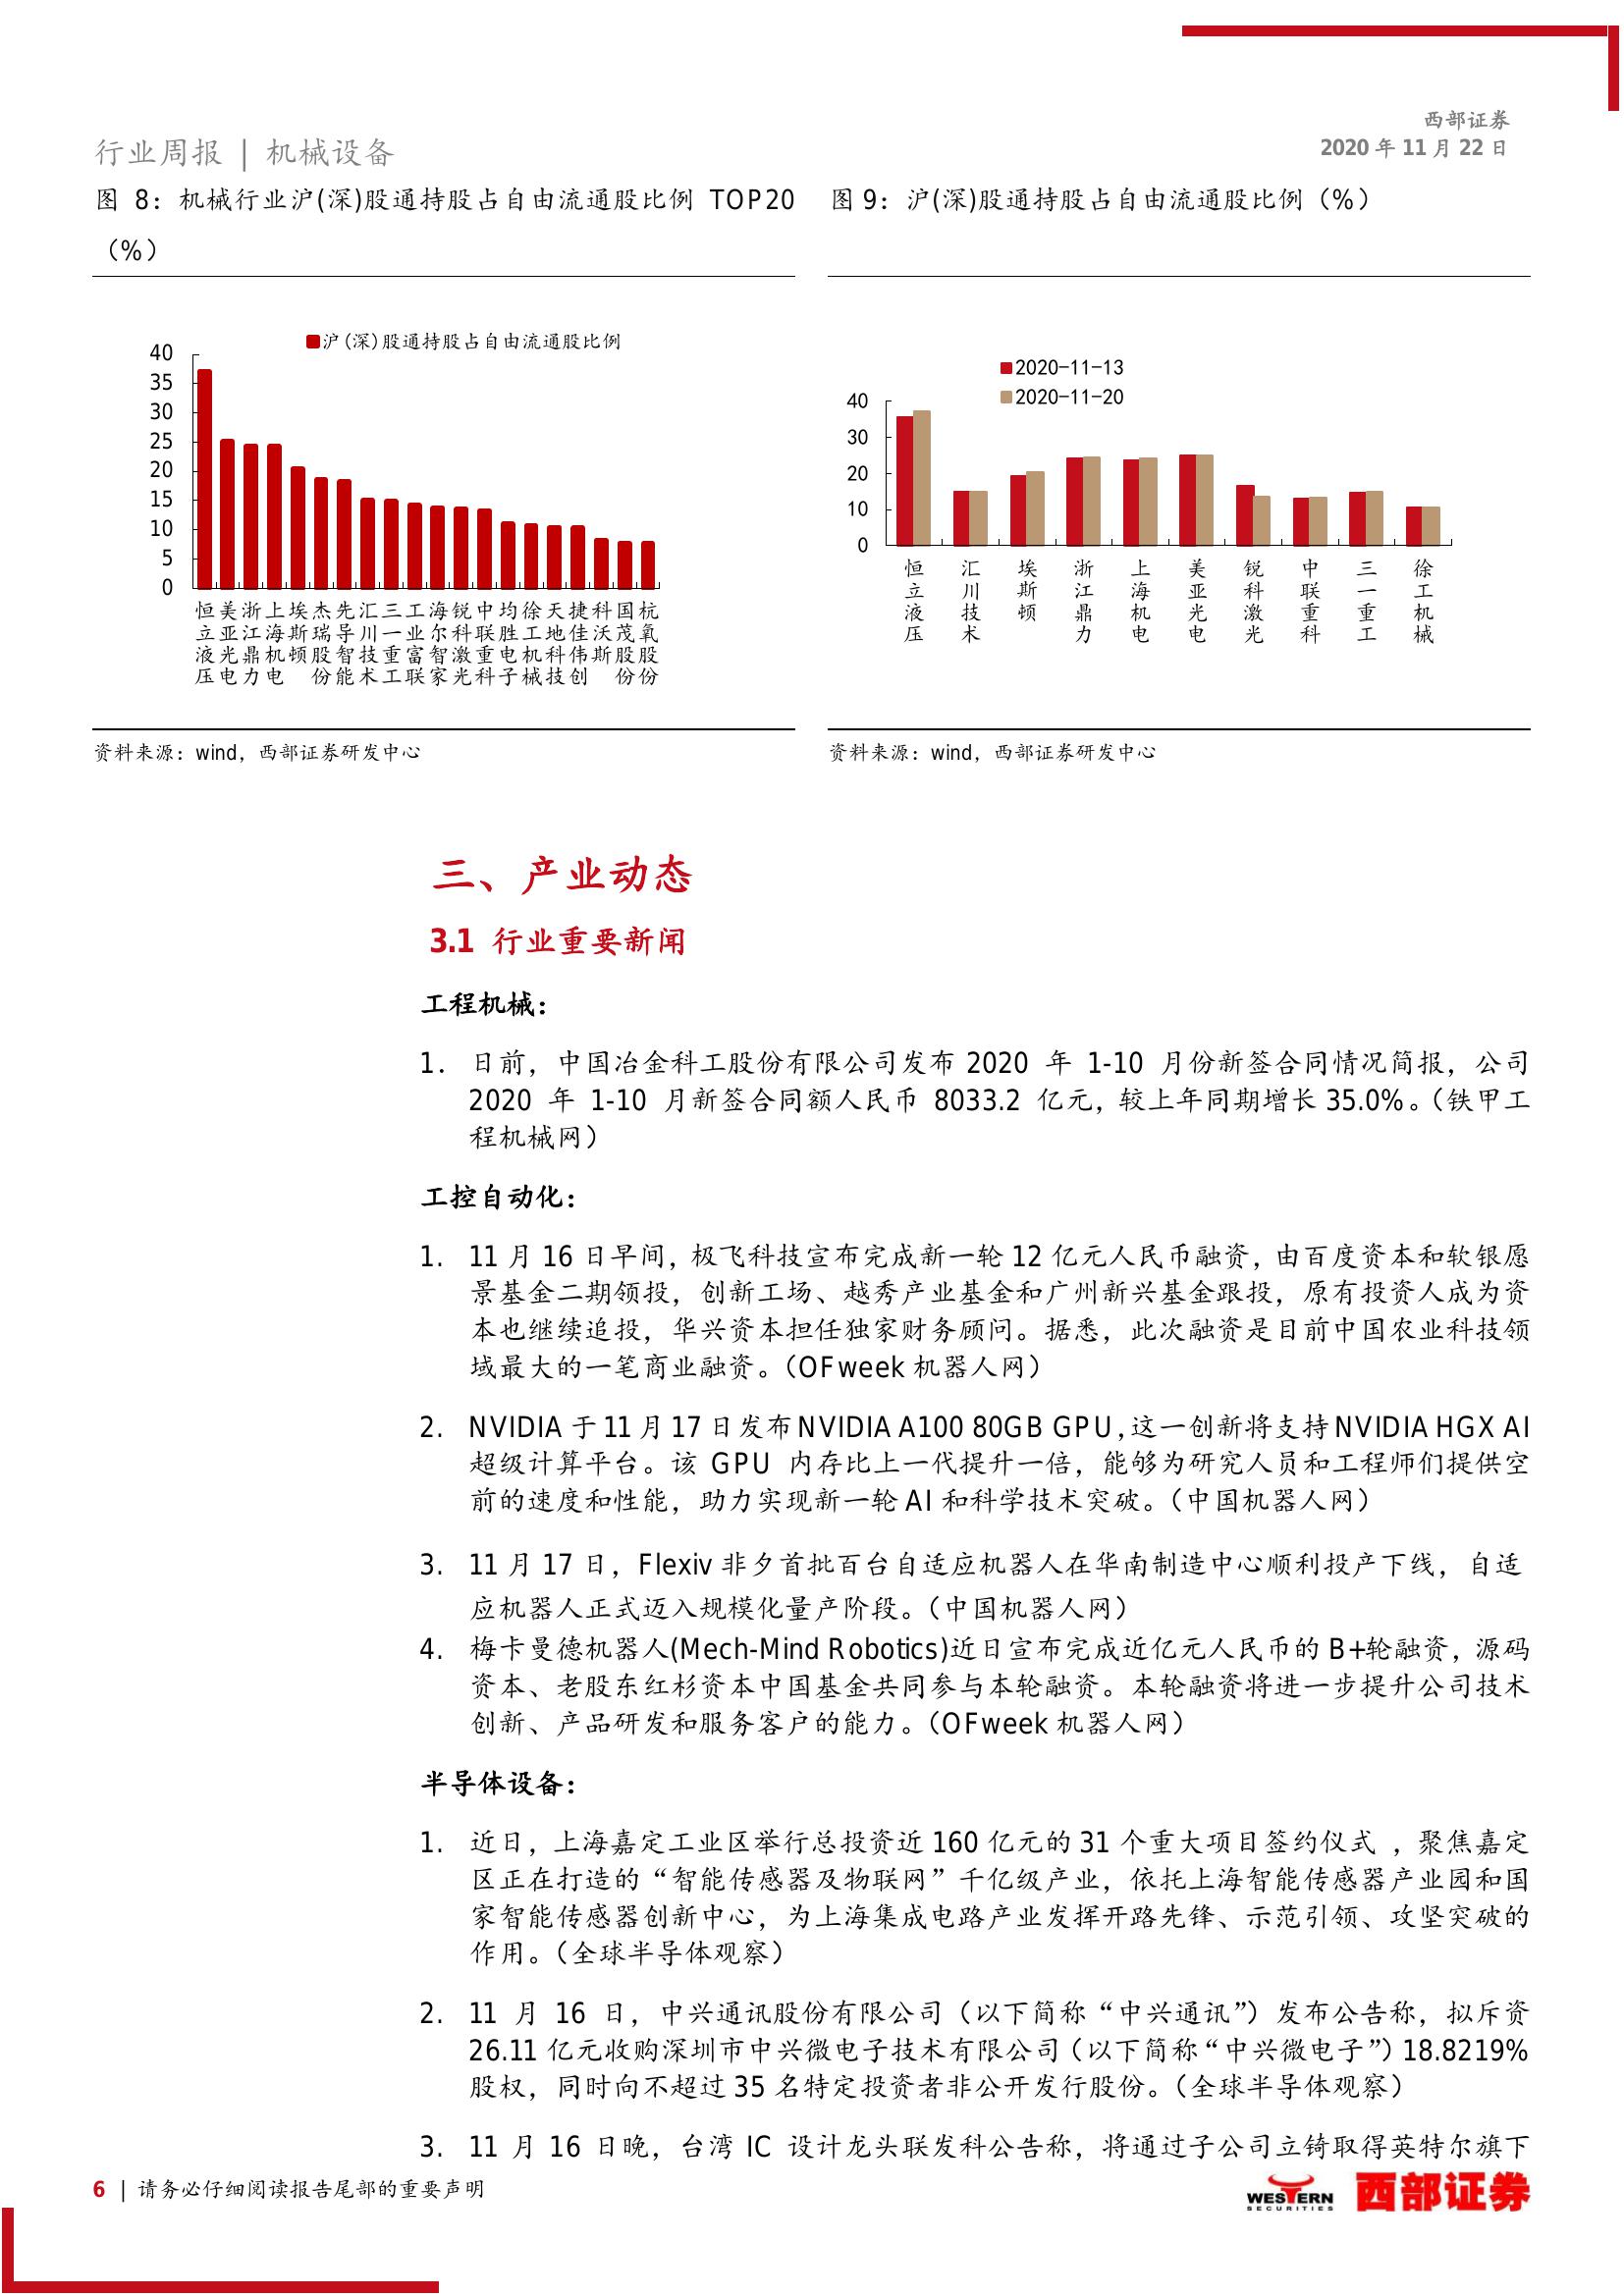 西部证券
行业周报 | 机械设备
2020 年 11 月 22 日
图 8：机械行业沪(深)股通持股占自由流通股比例 TOP20
（%）
沪(深)股通持股占自由流通股比例
40
35
30
25
20
15
10
5
0
恒立液压
美亚光电
浙江鼎力
上海机电
埃斯顿
杰瑞股份
先导智能
汇川技术
三一重工
工业富联
海尔智家
锐科激光
中联重科
均胜电子
徐工机械
天地科技
捷佳伟创
科沃斯
国茂股份
杭氧股份
资料来源：wind，西部证券研发中心
图 9：沪(深)股通持股占自由流通股比例（%）
2020-11-13
2020-11-20
40
30
20
10
0
恒立液压
汇川技术
埃斯顿
浙江鼎力
上海机电
美亚光电
锐科激光
中联重科
三一重工
徐工机械
资料来源：wind，西部证券研发中心
三、产业动态
3.1 行业重要新闻
工程机械：
1. 日前，中国冶金科工股份有限公司发布 2020 年 1-10 月份新签合同情况简报，公司
2020 年 1-10 月新签合同额人民币 8033.2 亿元，较上年同期增长 35.0%。（铁甲工
程机械网）
工控自动化：
1. 11 月 16 日早间，极飞科技宣布完成新一轮 12 亿元人民币融资，由百度资本和软银愿
景基金二期领投，创新工场、越秀产业基金和广州新兴基金跟投，原有投资人成为资
本也继续追投，华兴资本担任独家财务顾问。据悉，此次融资是目前中国农业科技领
域最大的一笔商业融资。（OFweek 机器人网）
2. NVIDIA 于 11 月 17 日发布 NVIDIA A100 80GB GPU，这一创新将支持 NVIDIA HGX AI
超级计算平台。该 GPU 内存比上一代提升一倍，能够为研究人员和工程师们提供空
前的速度和性能，助力实现新一轮 AI 和科学技术突破。（中国机器人网）
3. 11 月 17 日，Flexiv 非夕首批百台自适应机器人在华南制造中心顺利投产下线，自适
应机器人正式迈入规模化量产阶段。（中国机器人网）
4. 梅卡曼德机器人(Mech-Mind Robotics)近日宣布完成近亿元人民币的 B+轮融资，源码
资本、老股东红杉资本中国基金共同参与本轮融资。本轮融资将进一步提升公司技术
创新、产品研发和服务客户的能力。（OFweek 机器人网）
半导体设备：
1. 近日，上海嘉定工业区举行总投资近 160 亿元的 31 个重大项目签约仪式 ，聚焦嘉定
区正在打造的“智能传感器及物联网”千亿级产业，依托上海智能传感器产业园和国
家智能传感器创新中心，为上海集成电路产业发挥开路先锋、示范引领、攻坚突破的
作用。（全球半导体观察）
2. 11 月 16 日，中兴通讯股份有限公司（以下简称“中兴通讯”）发布公告称，拟斥资
26.11 亿元收购深圳市中兴微电子技术有限公司（以下简称“中兴微电子”）18.8219%
股权，同时向不超过 35 名特定投资者非公开发行股份。（全球半导体观察）
3. 11 月 16 日晚，台湾 IC 设计龙头联发科公告称，将通过子公司立锜取得英特尔旗下
6 | 请务必仔细阅读报告尾部的重要声明
WESTERN
SECURITIES
西部证券